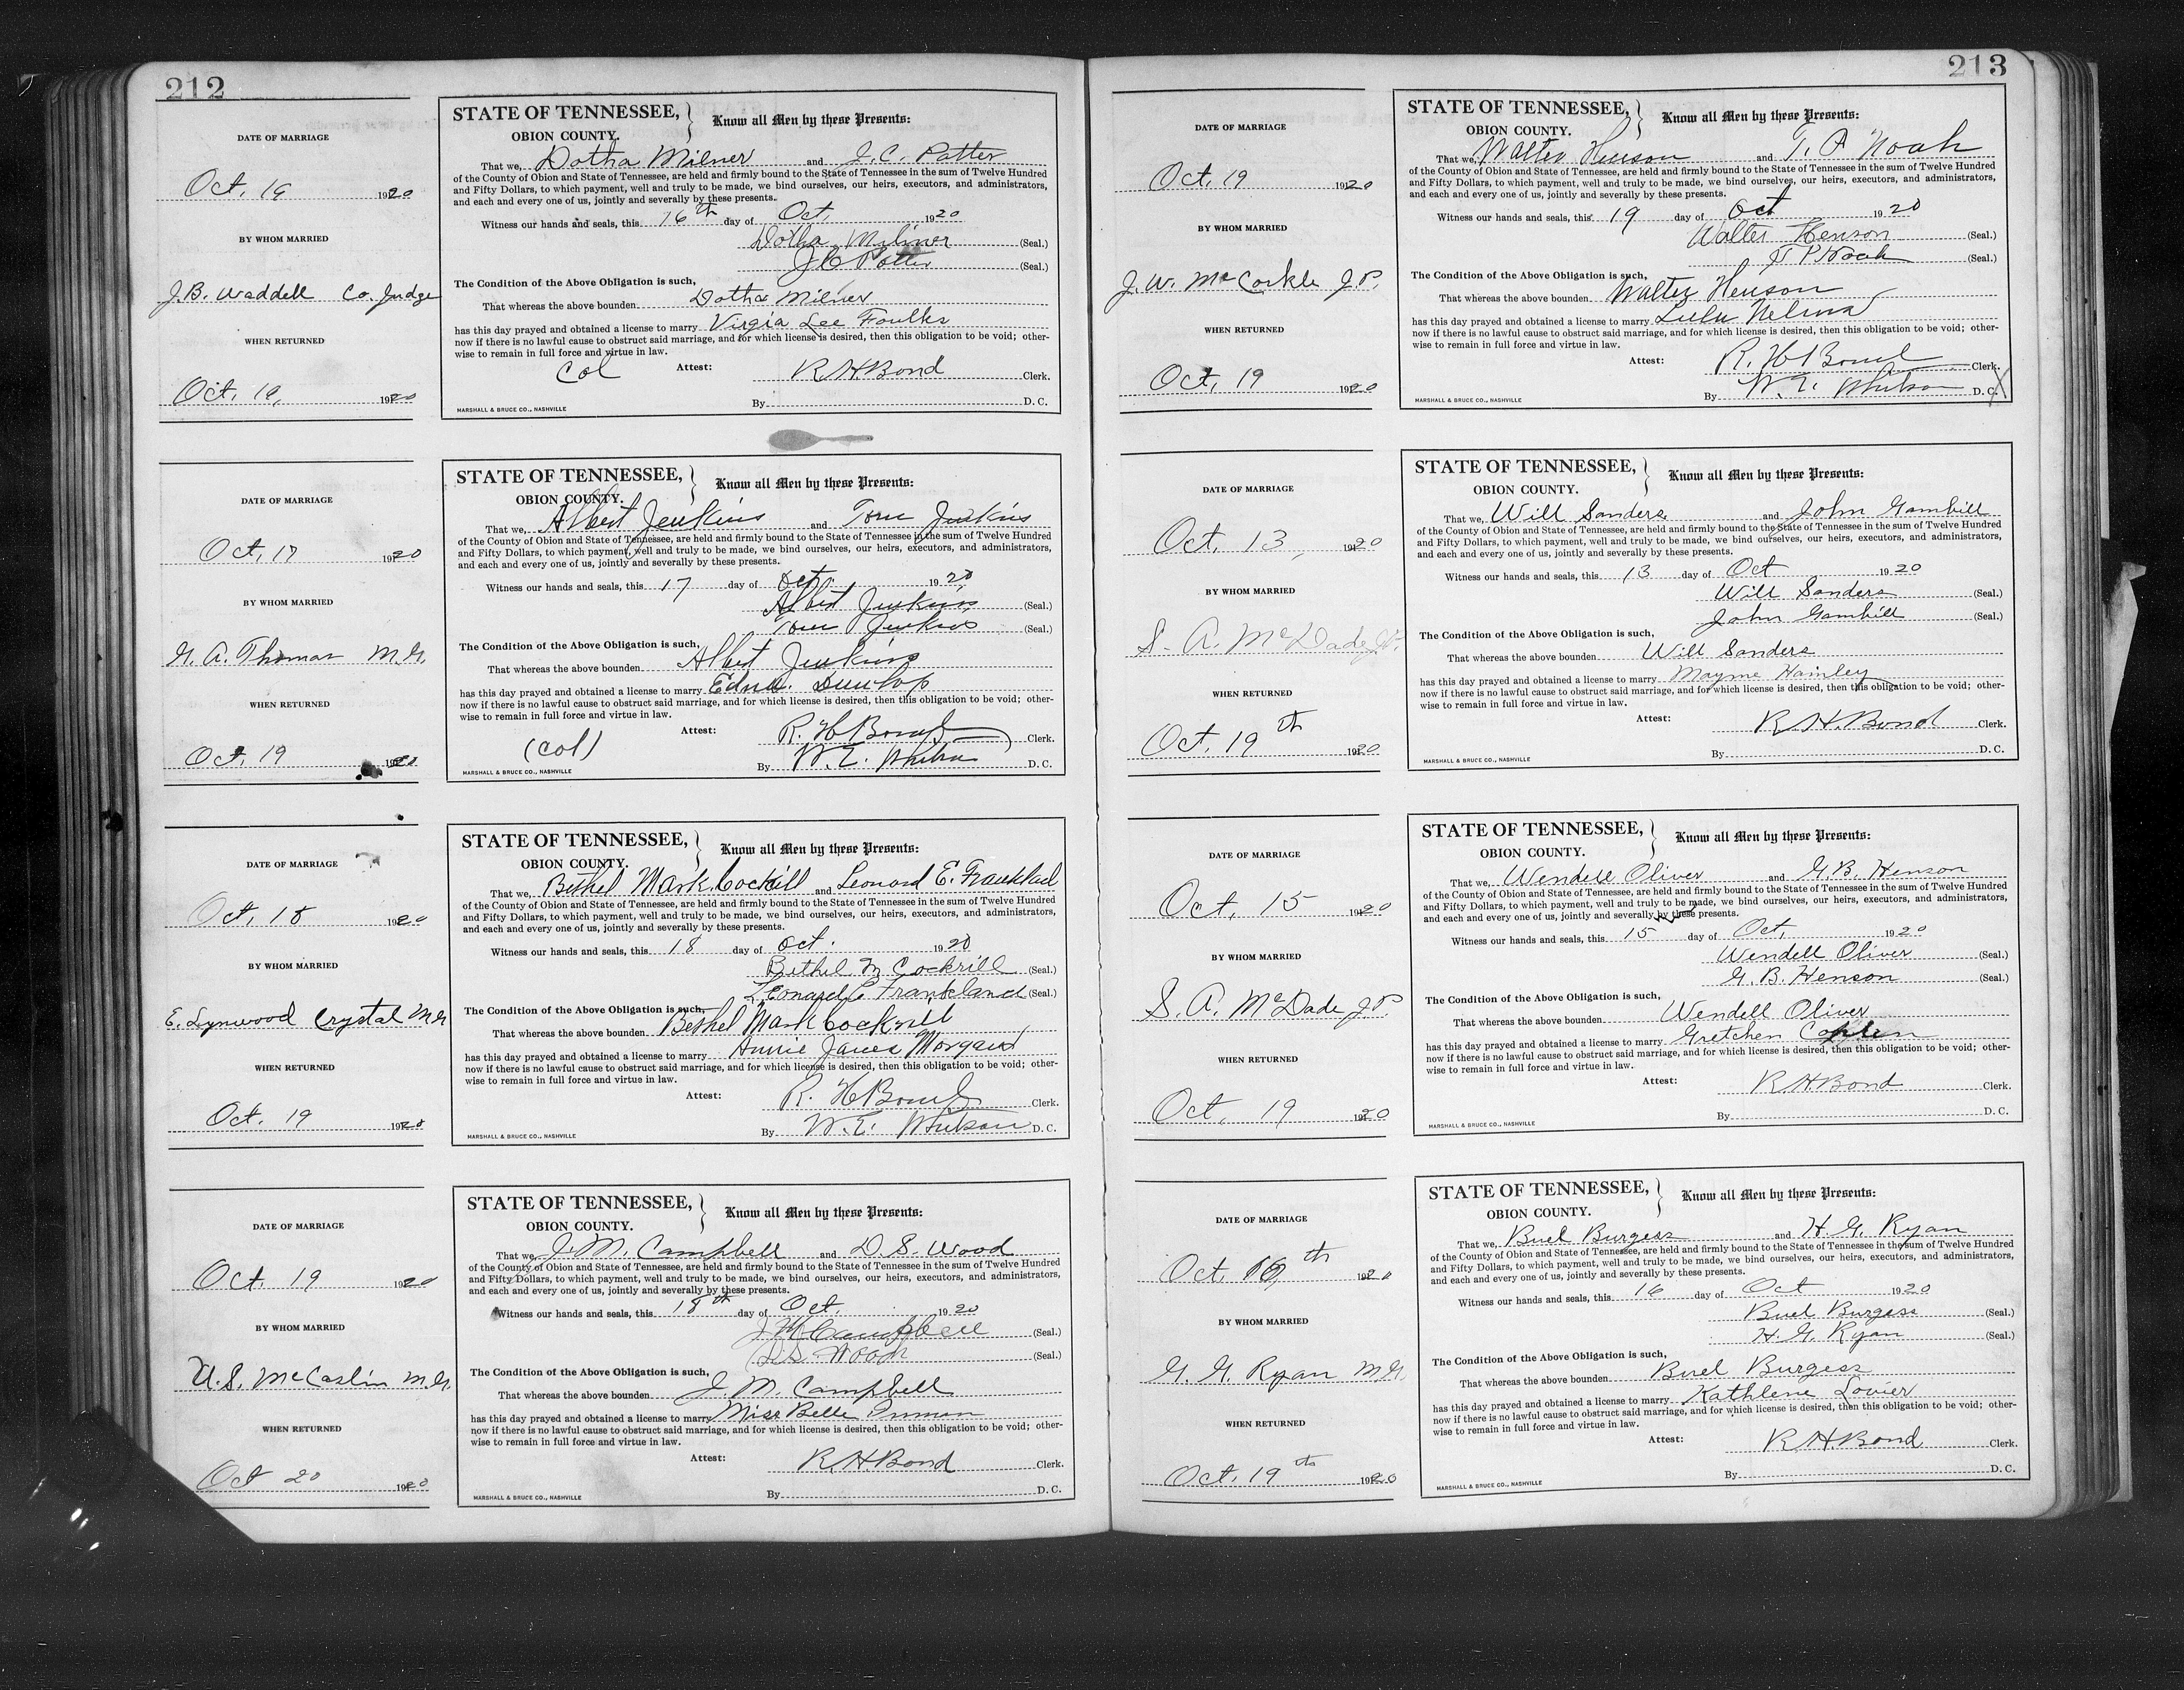 212
DATE OF MARRIAGE
Oct. 19 1920
BY WHOM MARRIED
J.B. Waddell Co. Judge
WHEN RETURNED
Oct. 19, 1920
STATE OF TENNESSEE,
OBION COUNTY.
Know all Men by these Presents:
That we, Dotha Milner and J.C. Potter
of the County of Obion and State of Tennessee, are held and firmly bound to the State of Tennessee in the sum of Twelve Hundred
and Fifty Dollars, to which payment, well and truly to be made, we bind ourselves, our heirs, executors, and administrators,
and each and every one of us, jointly and severally by these presents.
Witness our hands and seals, this 16th day of Oct. 1920
Dotha Milner (Seal.)
J C Potter (Seal.)
The Condition of the Above Obligation is such,
That whereas the above bounden Dotha Milner
has this day prayed and obtained a license to marry Virgia Lee Foulks
now if there is no lawful cause to obstruct said marriage, and for which license is desired, then this obligation to be void; other-
wise to remain in full force and virtue in law.
Col Attest: R.H. Bond Clerk.
By D. C.
MARSHALL & BRUCE CO., NASHVILLE
DATE OF MARRIAGE
Oct. 17 1920
BY WHOM MARRIED
G. A. Thomas M.G.
WHEN RETURNED
Oct. 19 1920
STATE OF TENNESSEE,
OBION COUNTY.
Know all Men by these Presents:
That we, Albert Jenkins and Tom Jenkins
of the County of Obion and State of Tennessee, are held and firmly bound to the State of Tennessee in the sum of Twelve Hundred
and Fifty Dollars, to which payment, well and truly to be made, we bind ourselves, our heirs, executors, and administrators,
and each and every one of us, jointly and severally by these presents.
Witness our hands and seals, this 17 day of Oct. 1920
Albert Jenkins (Seal.)
Tom Jenkins (Seal.)
The Condition of the Above Obligation is such,
That whereas the above bounden Albert Jenkins
has this day prayed and obtained a license to marry Edna Dunlop
now if there is no lawful cause to obstruct said marriage, and for which license is desired, then this obligation to be void; other-
wise to remain in full force and virtue in law.
(Col) Attest: R. H Bond Clerk.
By W. E. D. C.
MARSHALL & BRUCE CO., NASHVILLE
DATE OF MARRIAGE
Oct. 18 1920
BY WHOM MARRIED
E. Lynwood Crystal M.G
WHEN RETURNED
Oct. 19 1920
STATE OF TENNESSEE,
OBION COUNTY.
Know all Men by these Presents:
That we, Bethel Mark Cockrill and Leonard E. Frankland
of the County of Obion and State of Tennessee, are held and firmly bound to the State of Tennessee in the sum of Twelve Hundred
and Fifty Dollars, to which payment, well and truly to be made, we bind ourselves, our heirs, executors, and administrators,
and each and every one of us, jointly and severally by these presents.
Witness our hands and seals, this 18 day of Oct. 1920
Bethel M Cockrill (Seal.)
Leonard E Frankland (Seal.)
The Condition of the Above Obligation is such,
That whereas the above bounden Bethel Mark Cockrill
has this day prayed and obtained a license to marry Annie Janes Morgan
now if there is no lawful cause to obstruct said marriage, and for which license is desired, then this obligation to be void; other-
wise to remain in full force and virtue in law.
Attest: R. H Bond Clerk.
By W. E. D. C.
MARSHALL & BRUCE CO., NASHVILLE
DATE OF MARRIAGE
Oct. 19 1920
BY WHOM MARRIED
U.S. McCaslin M.G.
WHEN RETURNED
Oct 20 1920
STATE OF TENNESSEE,
OBION COUNTY.
Know all Men by these Presents:
That we, J. M. Campbell and D. S. Wood
of the County of Obion and State of Tennessee, are held and firmly bound to the State of Tennessee in the sum of Twelve Hundred
and Fifty Dollars, to which payment, well and truly to be made, we bind ourselves, our heirs, executors, and administrators,
and each and every one of us, jointly and severally by these presents.
Witness our hands and seals, this 18th day of Oct. 1920
J M Campbell (Seal.)
D.S. Wood (Seal.)
The Condition of the Above Obligation is such,
That whereas the above bounden J. M. Campbell
has this day prayed and obtained a license to marry Miss Belle Inman
now if there is no lawful cause to obstruct said marriage, and for which license is desired, then this obligation to be void; other-
wise to remain in full force and virtue in law.
Attest: R.H. Bond Clerk.
By D. C.
MARSHALL & BRUCE CO., NASHVILLE
213
DATE OF MARRIAGE
Oct. 19 1920
BY WHOM MARRIED
J. W. McCorkle J.P.
WHEN RETURNED
Oct. 19 1920
STATE OF TENNESSEE,
OBION COUNTY.
Know all Men by these Presents:
That we, Walter Henson and T. P Noah
of the County of Obion and State of Tennessee, are held and firmly bound to the State of Tennessee in the sum of Twelve Hundred
and Fifty Dollars, to which payment, well and truly to be made, we bind ourselves, our heirs, executors, and administrators,
and each and every one of us, jointly and severally by these presents.
Witness our hands and seals, this 19 day of Oct 1920
Walter Henson (Seal.)
T P Noah (Seal.)
The Condition of the Above Obligation is such,
That whereas the above bounden Walter Henson
has this day prayed and obtained a license to marry Lula
now if there is no lawful cause to obstruct said marriage, and for which license is desired, then this obligation to be void; other-
wise to remain in full force and virtue in law.
Attest: R. H Bond Clerk.
By W. E. D. C.
MARSHALL & BRUCE CO., NASHVILLE
DATE OF MARRIAGE
Oct. 13, 1920
BY WHOM MARRIED
S. A. McDade J.P.
WHEN RETURNED
Oct. 19th 1920
STATE OF TENNESSEE,
OBION COUNTY.
Know all Men by these Presents:
That we, Will Sanders and John Gambill
of the County of Obion and State of Tennessee, are held and firmly bound to the State of Tennessee in the sum of Twelve Hundred
and Fifty Dollars, to which payment, well and truly to be made, we bind ourselves, our heirs, executors, and administrators,
and each and every one of us, jointly and severally by these presents.
Witness our hands and seals, this 13 day of Oct 1920
Will Sanders (Seal.)
John Gambill (Seal.)
The Condition of the Above Obligation is such,
That whereas the above bounden Will Sanders
has this day prayed and obtained a license to marry Mayme Hainley
now if there is no lawful cause to obstruct said marriage, and for which license is desired, then this obligation to be void; other-
wise to remain in full force and virtue in law.
Attest: R.H. Bond Clerk.
By D. C.
MARSHALL & BRUCE CO., NASHVILLE
DATE OF MARRIAGE
Oct. 15 1920
BY WHOM MARRIED
S. A. McDade J.P.
WHEN RETURNED
Oct. 19 1920
STATE OF TENNESSEE,
OBION COUNTY.
Know all Men by these Presents:
That we, Wendell Oliver and G.B. Henson
of the County of Obion and State of Tennessee, are held and firmly bound to the State of Tennessee in the sum of Twelve Hundred
and Fifty Dollars, to which payment, well and truly to be made, we bind ourselves, our heirs, executors, and administrators,
and each and every one of us, jointly and severally by these presents.
Witness our hands and seals, this 15 day of Oct. 1920
Wendell Oliver (Seal.)
G. B. Henson (Seal.)
The Condition of the Above Obligation is such,
That whereas the above bounden Wendell Oliver
has this day prayed and obtained a license to marry Gretchen
now if there is no lawful cause to obstruct said marriage, and for which license is desired, then this obligation to be void; other-
wise to remain in full force and virtue in law.
Attest: R.H. Bond Clerk.
By D. C.
MARSHALL & BRUCE CO., NASHVILLE
DATE OF MARRIAGE
Oct. 16th 1920
BY WHOM MARRIED
G. G. Ryan M.G.
WHEN RETURNED
Oct. 19th 1920
STATE OF TENNESSEE,
OBION COUNTY.
Know all Men by these Presents:
That we, Buel Burgess and H. G. Ryan
of the County of Obion and State of Tennessee, are held and firmly bound to the State of Tennessee in the sum of Twelve Hundred
and Fifty Dollars, to which payment, well and truly to be made, we bind ourselves, our heirs, executors, and administrators,
and each and every one of us, jointly and severally by these presents.
Witness our hands and seals, this 16 day of Oct 1920
Buel Burgess (Seal.)
H. G. Ryan (Seal.)
The Condition of the Above Obligation is such,
That whereas the above bounden Buel Burgess
has this day prayed and obtained a license to marry Kathlene Lovier
now if there is no lawful cause to obstruct said marriage, and for which license is desired, then this obligation to be void; other-
wise to remain in full force and virtue in law.
Attest: R.H. Bond Clerk.
By D. C.
MARSHALL & BRUCE CO., NASHVILLE